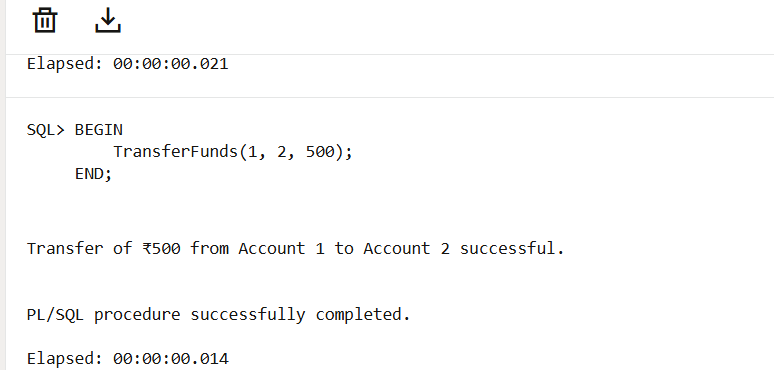 Elapsed: 00:00:00.021
SQL> BEGIN
TransferFunds(1, 2, 500);
END;
Transfer of ₹500 from Account 1 to Account 2 successful.
PL/SQL procedure successfully completed.
Elapsed: 00:00:00.014